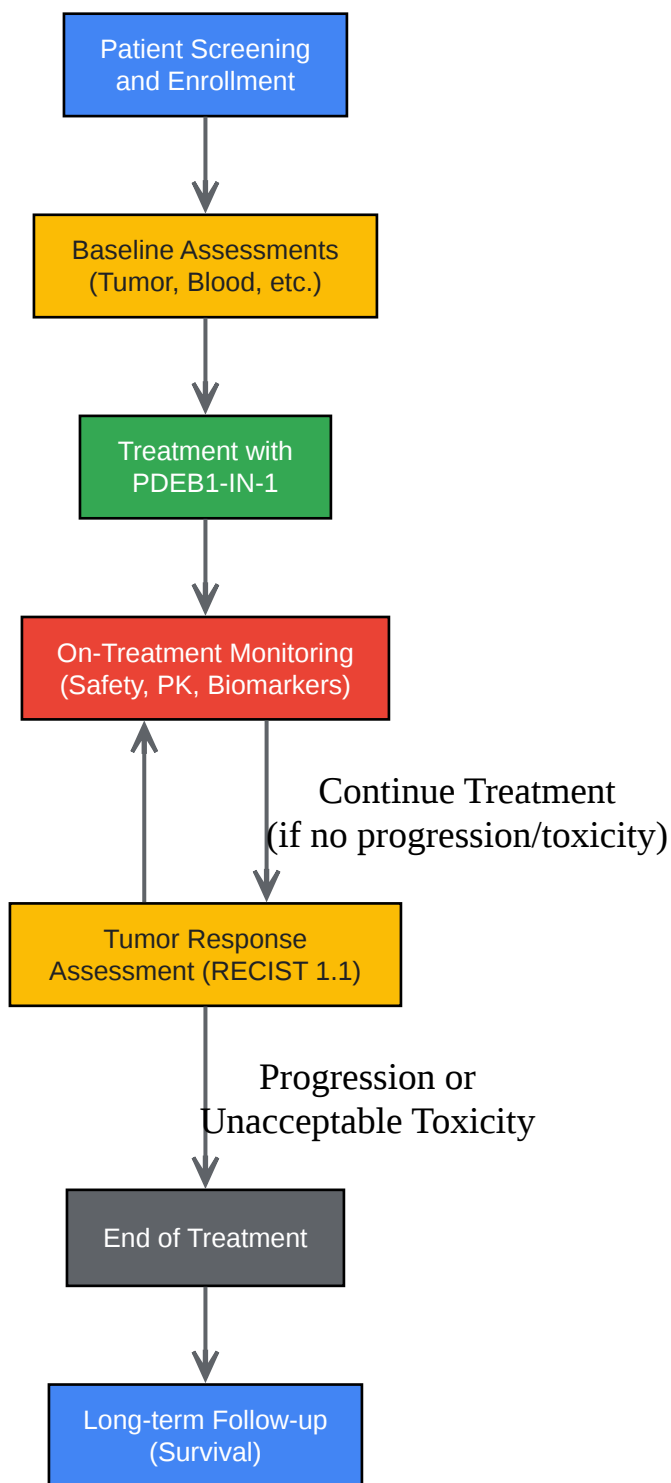 Patient Screening
and Enrollment
Baseline Assessments
(Tumor, Blood, etc.)
Treatment with
PDEB1-IN-1
On-Treatment Monitoring
(Safety, PK, Biomarkers)
Continue Treatment
(if no progression/toxicity)
Tumor Response
Assessment (RECIST 1.1)
Progression or
Unacceptable Toxicity
End of Treatment
Long-term Follow-up
(Survival)